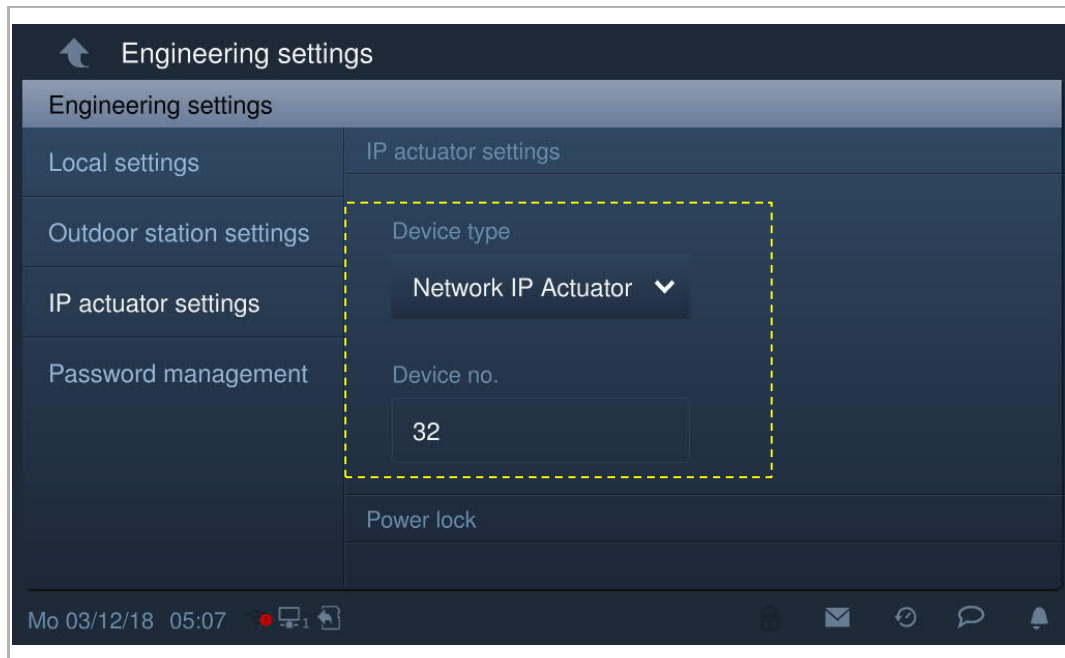 Engineering settings
Engineering settings
Local settings
Outdoor station settings
IP actuator settings
Password management
IP actuator settings
Device type
Network IP Actuator
Device no.
32
Power lock
Mo 03/12/18 05:07
1